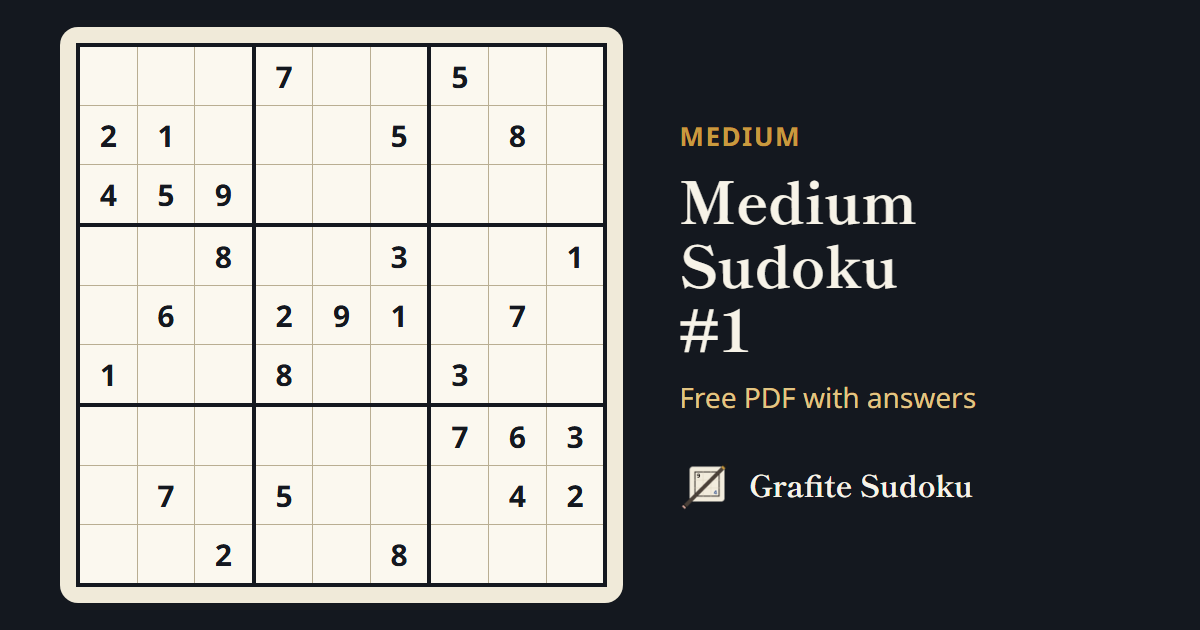 7 5
2 1 5 8
4 5 9
8 3 1
6 2 9 1 7
1 8 3
7 6 3
7 5 4 2
2 8
MEDIUM
Medium
Sudoku
#1
Free PDF with answers
Grafite Sudoku